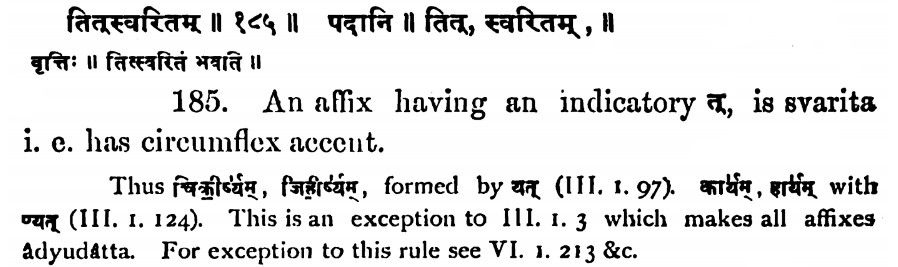 तित्स्वरितम् ॥ १८५ ॥ पदानि ॥ तित्, स्वरितम् , ॥
वृत्तिः ॥ तित्स्वरितं भवति ॥
185. An affix having an indicatory त्, is svarita
i. e. has circumflex accent.
Thus चिकीर्ष्यम्, जिहीर्ष्यम्, formed by यत् (III. 1. 97). कार्यम्, हार्यम् with
ण्यत् (III. 1. 124). This is an exception to III. 1. 3 which makes all affixes
âdyudâtta. For exception to this rule see VI. 1. 213 &c.